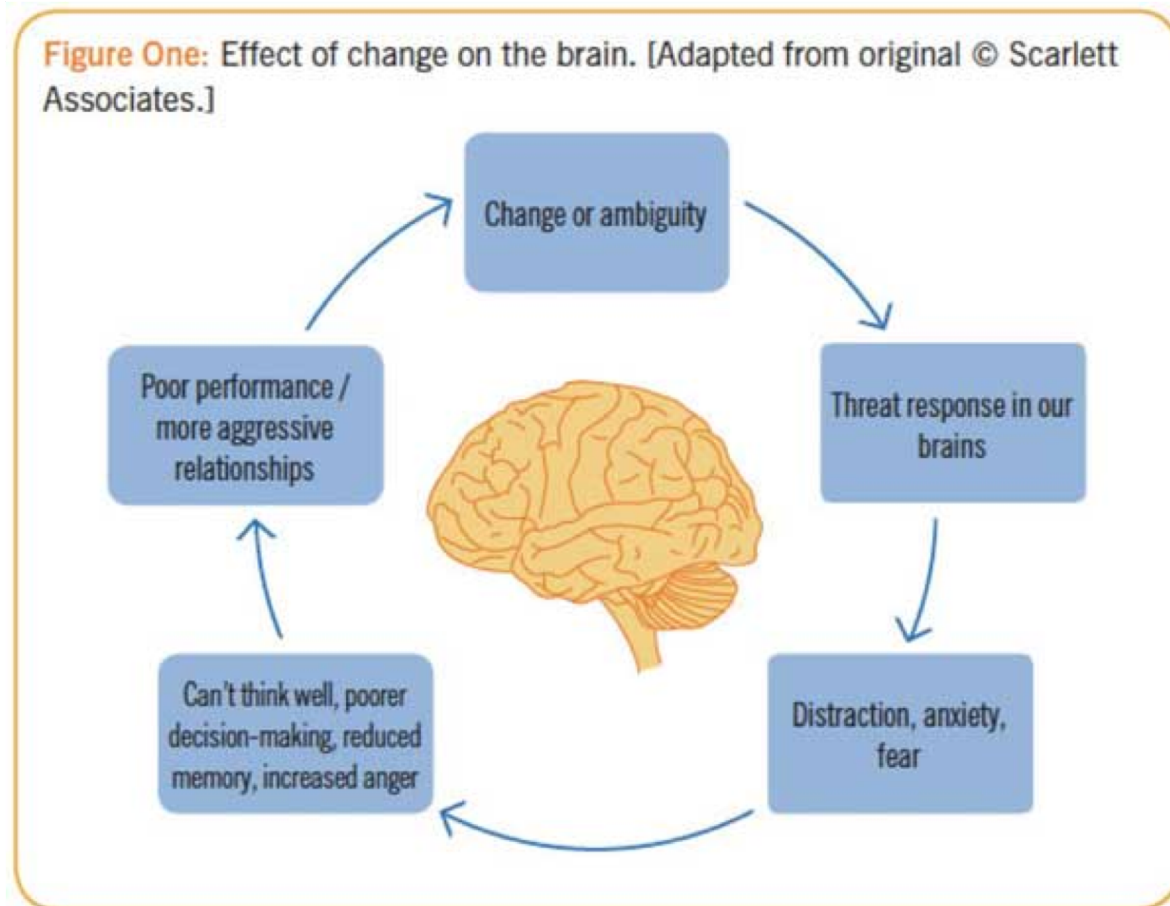 Figure One: Effect of change on the brain. [Adapted from original © Scarlett
Associates.]
Change or ambiguity
Threat response in our
brains
Distraction, anxiety,
fear
Can't think well, poorer
decision-making, reduced
memory, increased anger
Poor performance /
more aggressive
relationships